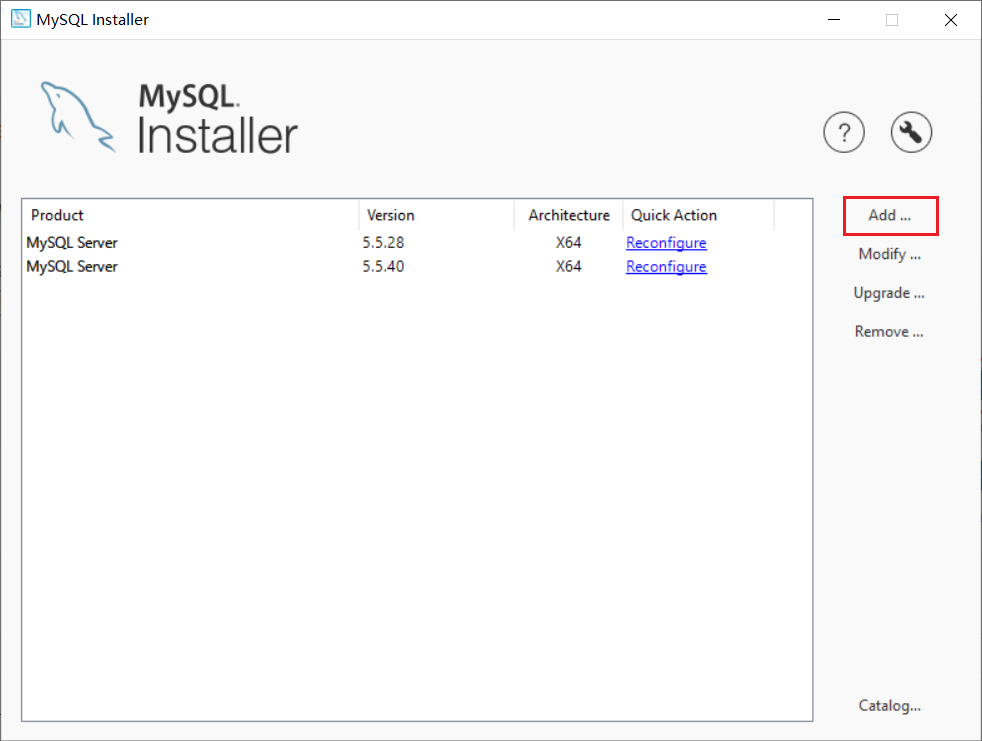 MySQL Installer
MySQL.
Installer
?
Product Version Architecture Quick Action
MySQL Server 5.5.28 X64 Reconfigure
MySQL Server 5.5.40 X64 Reconfigure
Add ...
Modify ...
Upgrade ...
Remove ...
Catalog...